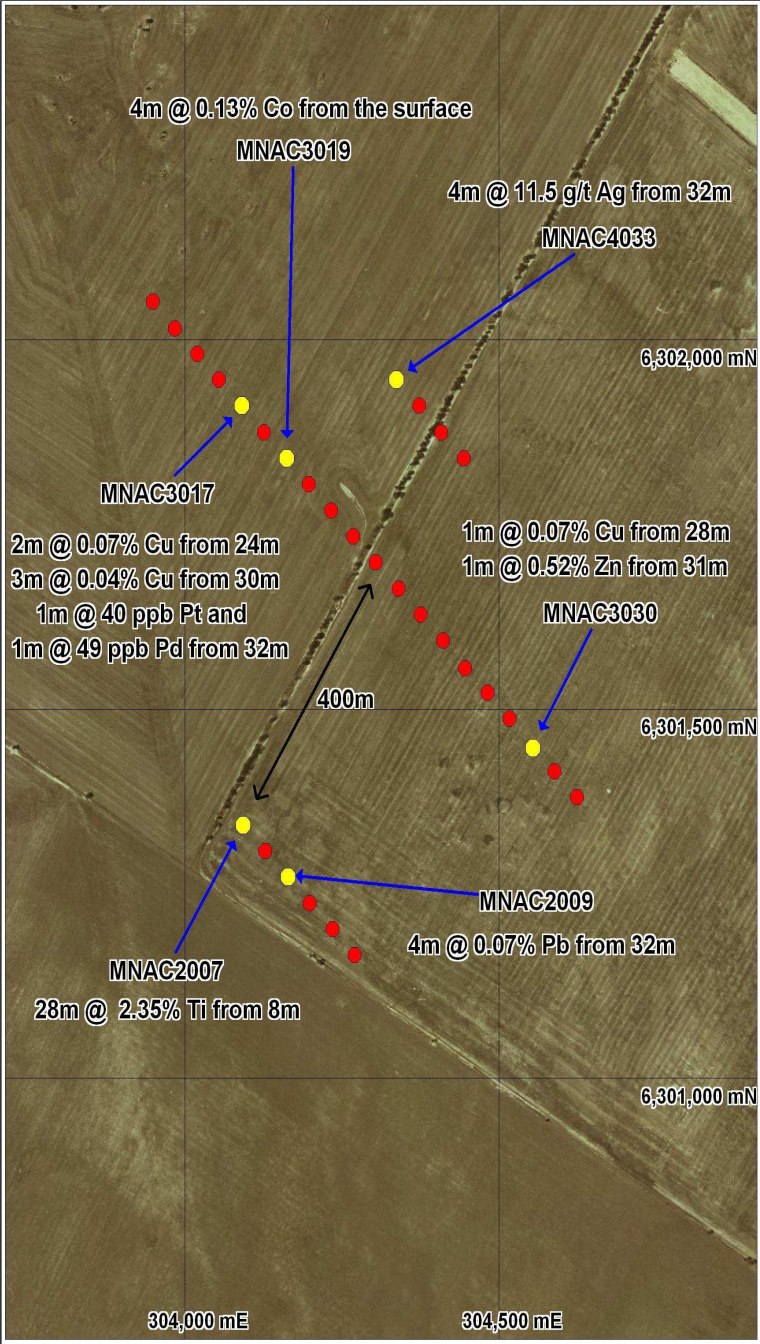 4m @ 0.13% Co from the surface
MNAC3019
4m @ 11.5 g/t Ag from 32m
MNAC4033
6,302,000 mN
MNAC3017
2m @ 0.07% Cu from 24m
3m @ 0.04% Cu from 30m
1m @ 40 ppb Pt and
1m @ 49 ppb Pd from 32m
1m @ 0.07% Cu from 28m
1m @ 0.52% Zn from 31m
MNAC3030
400m
6,301,500 mN
MNAC2009
4m @ 0.07% Pb from 32m
MNAC2007
28m @ 2.35% Ti from 8m
6,301,000 mN
304,000 mE
304,500 mE